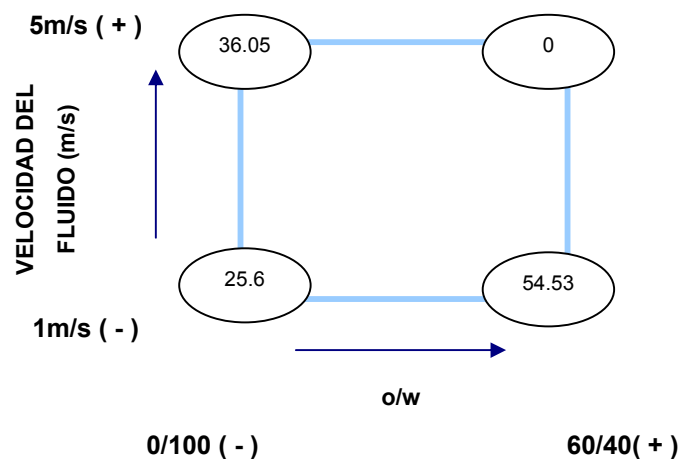 5m/s ( + )
36.05
0
VELOCIDAD DEL
FLUIDO (m/s)
25.6
54.53
1m/s ( - )
o/w
0/100 ( - )
60/40( + )